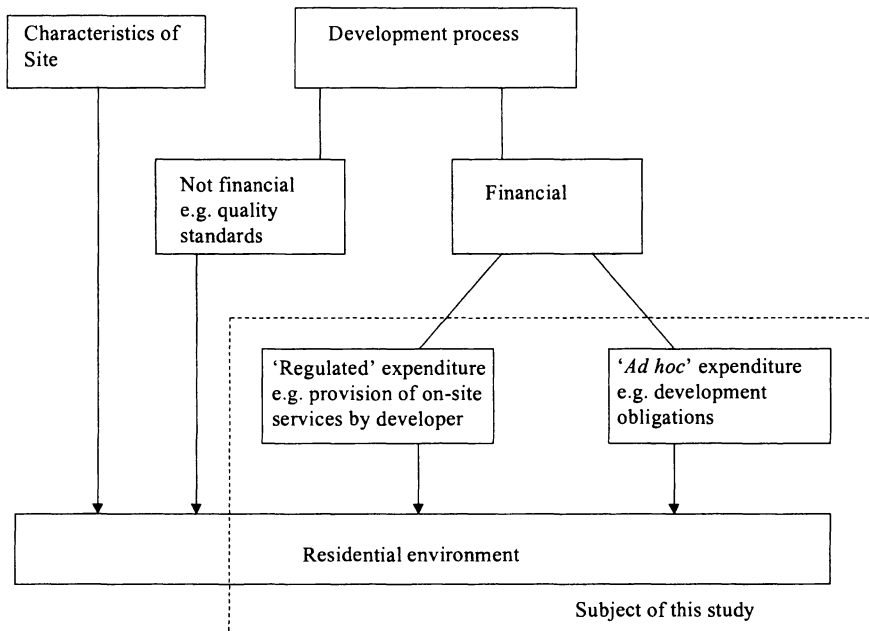 Characteristics of
Site
Development process
Not financial
e.g. quality
standards
Financial
‘Regulated’ expenditure
e.g. provision of on-site
services by developer
‘Ad hoc’ expenditure
e.g. development
obligations
Residential environment
Subject of this study